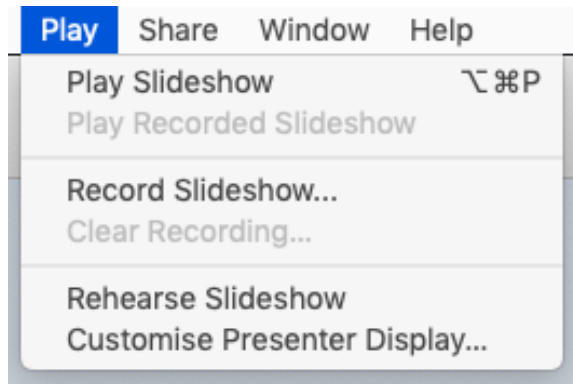 Play Share Window Help
Play Slideshow ⌥⌘P
Play Recorded Slideshow
Record Slideshow...
Clear Recording...
Rehearse Slideshow
Customise Presenter Display...